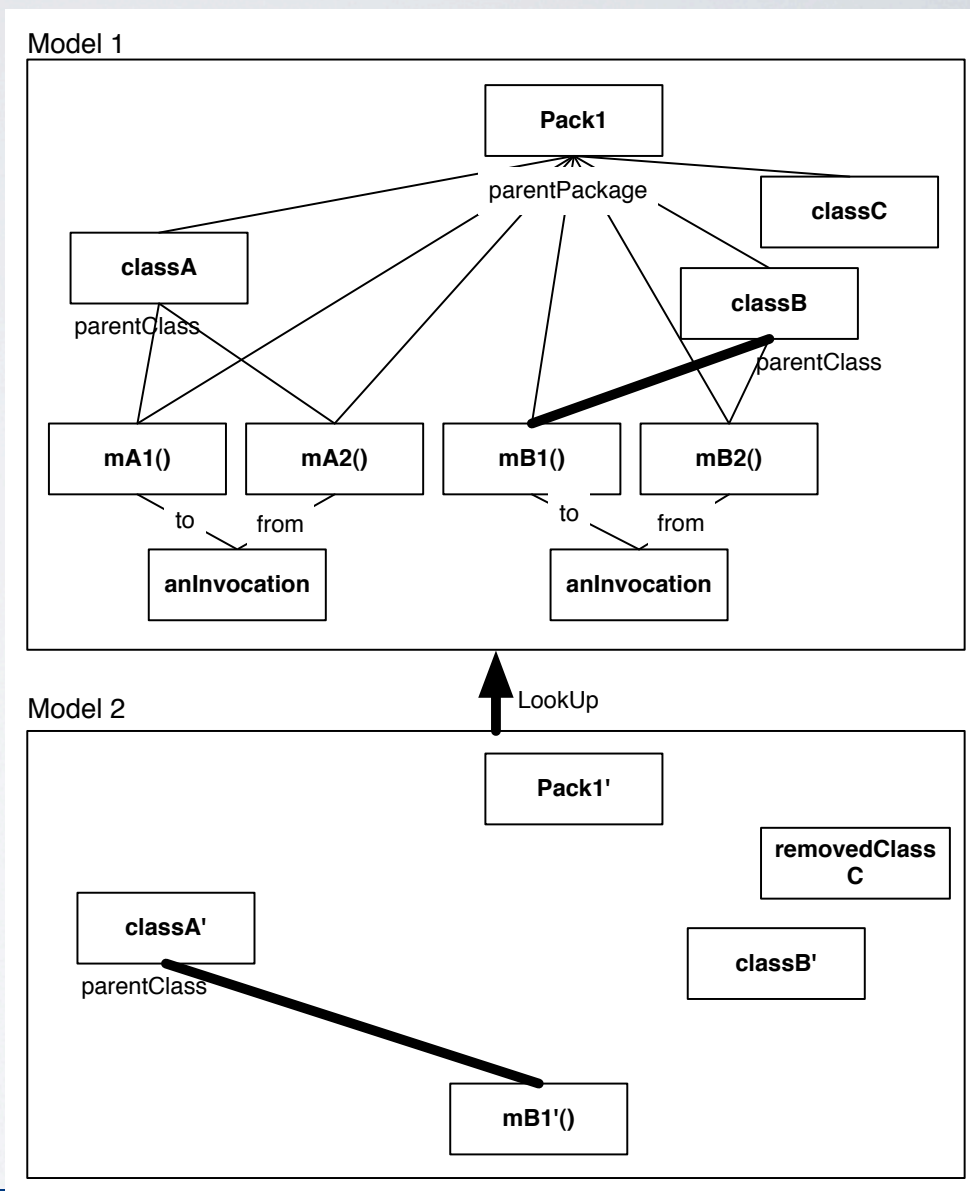 Model 1
Pack1
parentPackage
classC
classA
classB
parentClass
parentClass
mA1()
mA2()
mB1()
mB2()
to
from
to
from
anInvocation
anInvocation
LookUp
Model 2
Pack1'
removedClass
C
classA'
classB'
parentClass
mB1'()